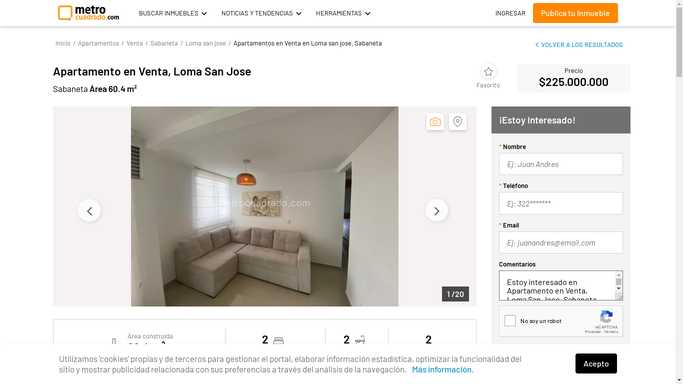 metro
cuadrado.com
BUSCAR INMUEBLES
NOTICIAS Y TENDENCIAS
HERRAMIENTAS
INGRESAR
Publica tu Inmueble
Inicio / Apartamentos / Venta / Sabaneta / Loma san jose / Apartamentos en Venta en Loma san jose, Sabaneta
VOLVER A LOS RESULTADOS
Apartamento en Venta, Loma San Jose
Sabaneta Área 60.4 m²
Favorito
Precio
$225.000.000
1 / 20
¡Estoy Interesado!
* Nombre
Ej: Juan Andres
* Teléfono
Ej: 322*******
* Email
Ej: juanandres@email.com
Comentarios
Estoy interesado en
Apartamento en Venta,
Loma San Jose, Sabaneta
No soy un robot
reCAPTCHA
Privacidad - Términos
Área construida
2
2
2
Utilizamos 'cookies' propias y de terceros para gestionar el portal, elaborar información estadística, optimizar la funcionalidad del
sitio y mostrar publicidad relacionada con sus preferencias a través del análisis de la navegación. Más información.
Acepto